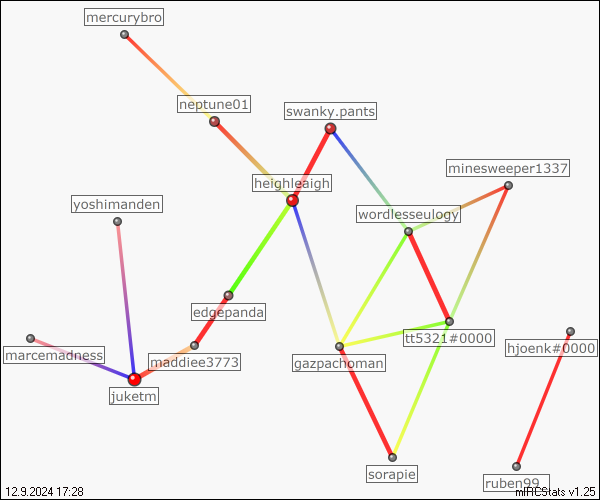 mercurybro
neptune01
swanky.pants
minesweeper1337
heighleaigh
yoshimanden
wordlesseulogy
edgepanda
tt5321#0000
hjoenk#0000
marcemadness
maddiee3773
gazpachoman
juketm
sorapie
ruben99_
12.9.2024 17:28
mIRCStats v1.25